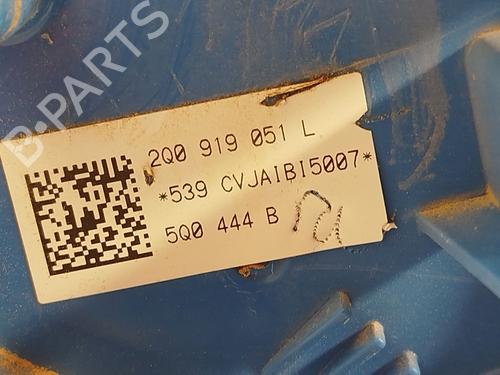 B-PARTS
2Q0 919 051 L
*539 CVJAIBI5007*
5Q0 444 B